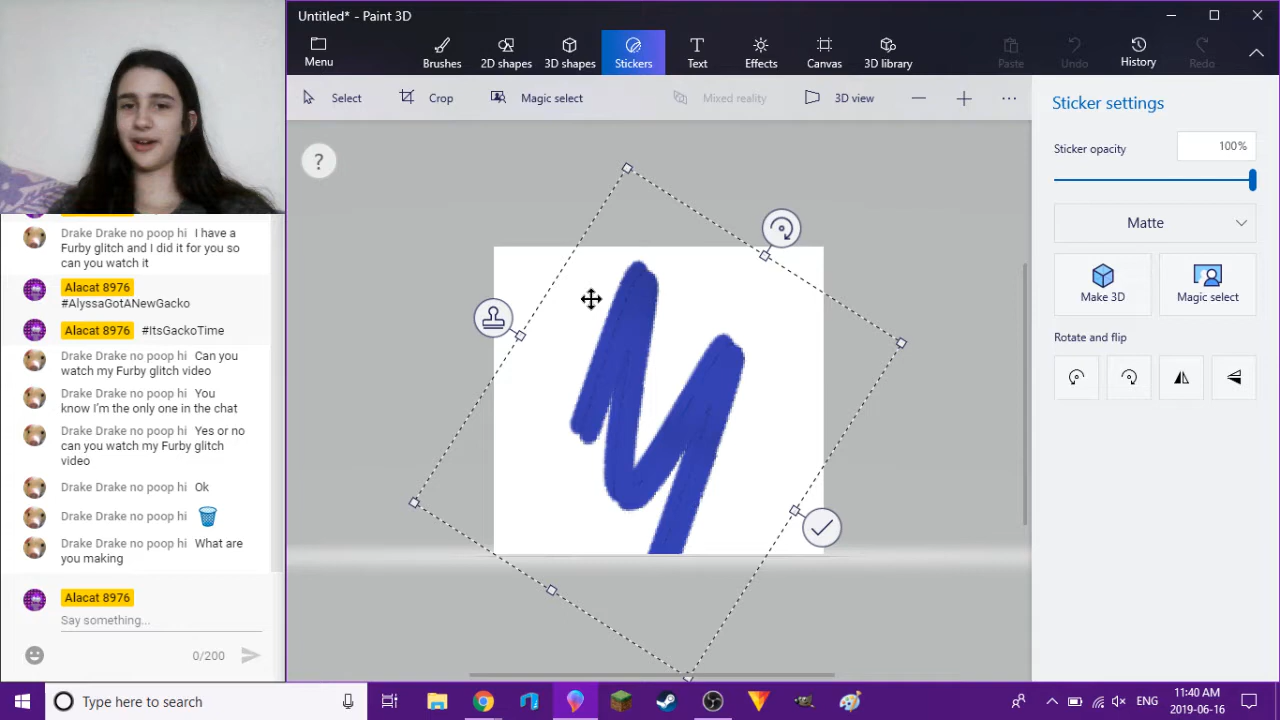 Untitled* - Paint 3D
Menu
Brushes
2D shapes
3D shapes
Stickers
Text
Effects
Canvas
3D library
Paste
Undo
History
Redo
Select
Crop
Magic select
Mixed reality
3D view
?
Sticker settings
Sticker opacity
100%
Matte
Make 3D
Magic select
Rotate and flip
Drake Drake no poop hi I have a
Furby glitch and I did it for you so
can you watch it
Alacat 8976
#AlyssaGotANewGacko
Alacat 8976 #ItsGackoTime
Drake Drake no poop hi Can you
watch my Furby glitch video
Drake Drake no poop hi You
know I'm the only one in the chat
Drake Drake no poop hi Yes or no
can you watch my Furby glitch
video
Drake Drake no poop hi Ok
Drake Drake no poop hi
Drake Drake no poop hi What are
you making
Alacat 8976
Say something...
0/200
Type here to search
ENG
11:40 AM
2019-06-16